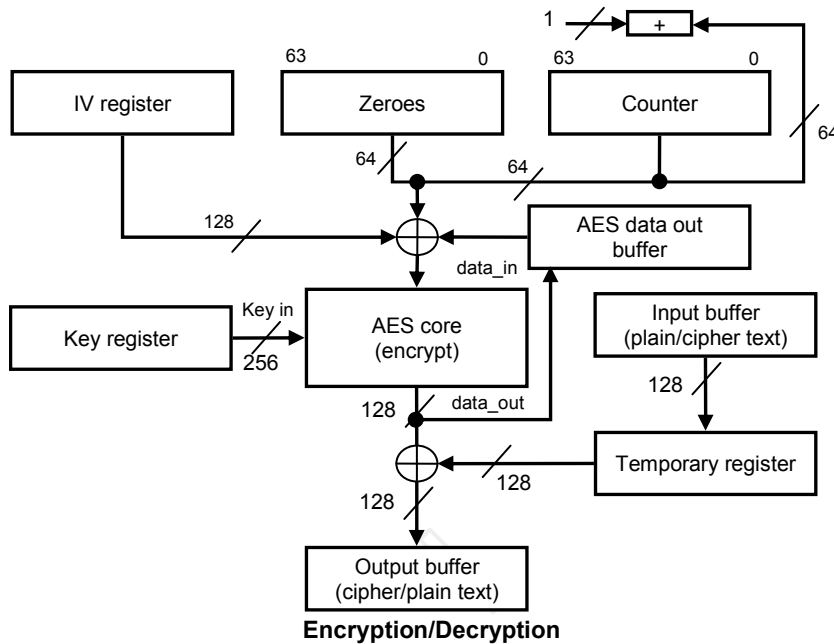 1
+
63
0
63
0
IV register
Zeroes
Counter
64
64
64
128
AES data out
buffer
data_in
Key in
Key register
256
AES core
(encrypt)
Input buffer
(plain/cipher text)
128
data_out
128
Temporary register
128
128
Output buffer
(cipher/plain text)
Encryption/Decryption